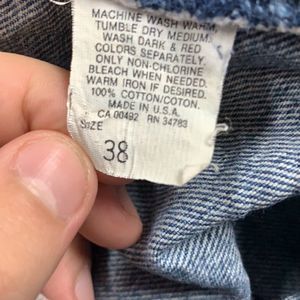 MACHINE WASH WARM,
TUMBLE DRY MEDIUM.
WASH DARK & RED
COLORS SEPARATELY.
ONLY NON-CHLORINE
BLEACH WHEN NEEDED.
WARM IRON IF DESIRED.
100% COTTON/COTON.
MADE IN U.S.A.
CA 00492 RN 34783
SIZE
38